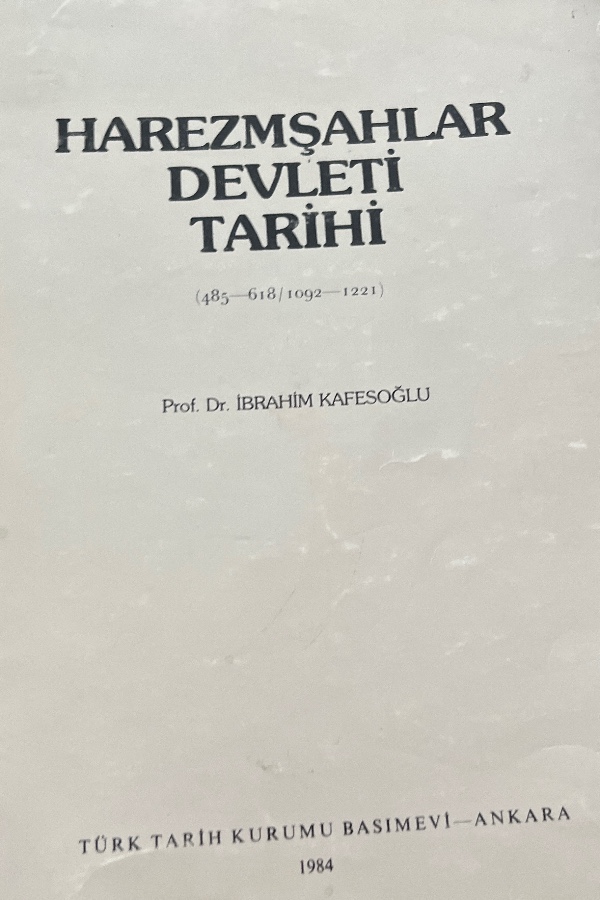 HAREZMŞAHLAR
DEVLETİ
TARİHİ
(485—618/1092—1221)
Prof. Dr. İBRAHİM KAFESOĞLU
TÜRK TARİH KURUMU BASIMEVİ—ANKARA
1984